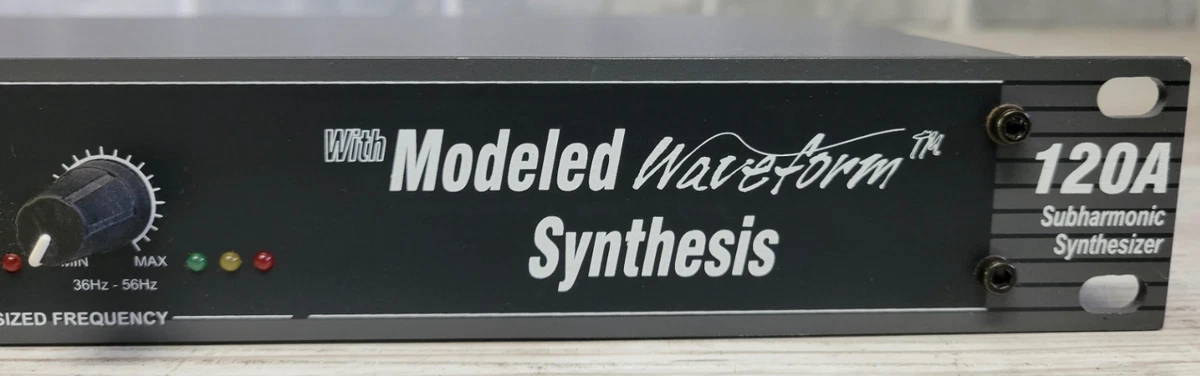 With Modeled Waveform™
Synthesis
120A
Subharmonic
Synthesizer
MIN MAX
36Hz - 56Hz
SIZED FREQUENCY